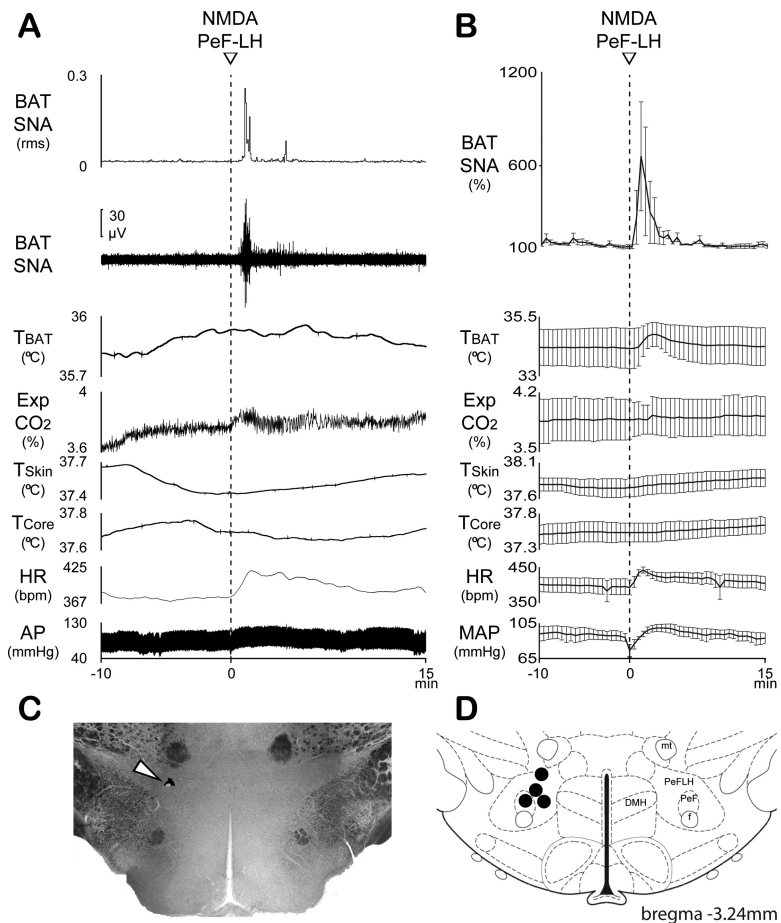 A
NMDA
PeF-LH
0.3
BAT
SNA
(rms)
0
30
µV
BAT
SNA
36
TBAT
(ºC)
35.7
4
Exp
CO2
(%)
3.6
37.7
TSkin
(ºC)
37.4
37.8
TCore
(ºC)
37.6
425
HR
(bpm)
367
130
AP
(mmHg)
40
-10
0
15
min
B
NMDA
PeF-LH
1200
BAT
SNA
(%)
600
100
0
15
35.5
TBAT
(ºC)
33
4.2
Exp
CO2
(%)
3.5
38.1
TSkin
(ºC)
37.6
37.8
TCore
(ºC)
37.3
450
HR
(bpm)
350
105
MAP
(mmHg)
65
-10
0
15
min
C
D
mt
PeFLH
PeF
DMH
f
bregma -3.24mm